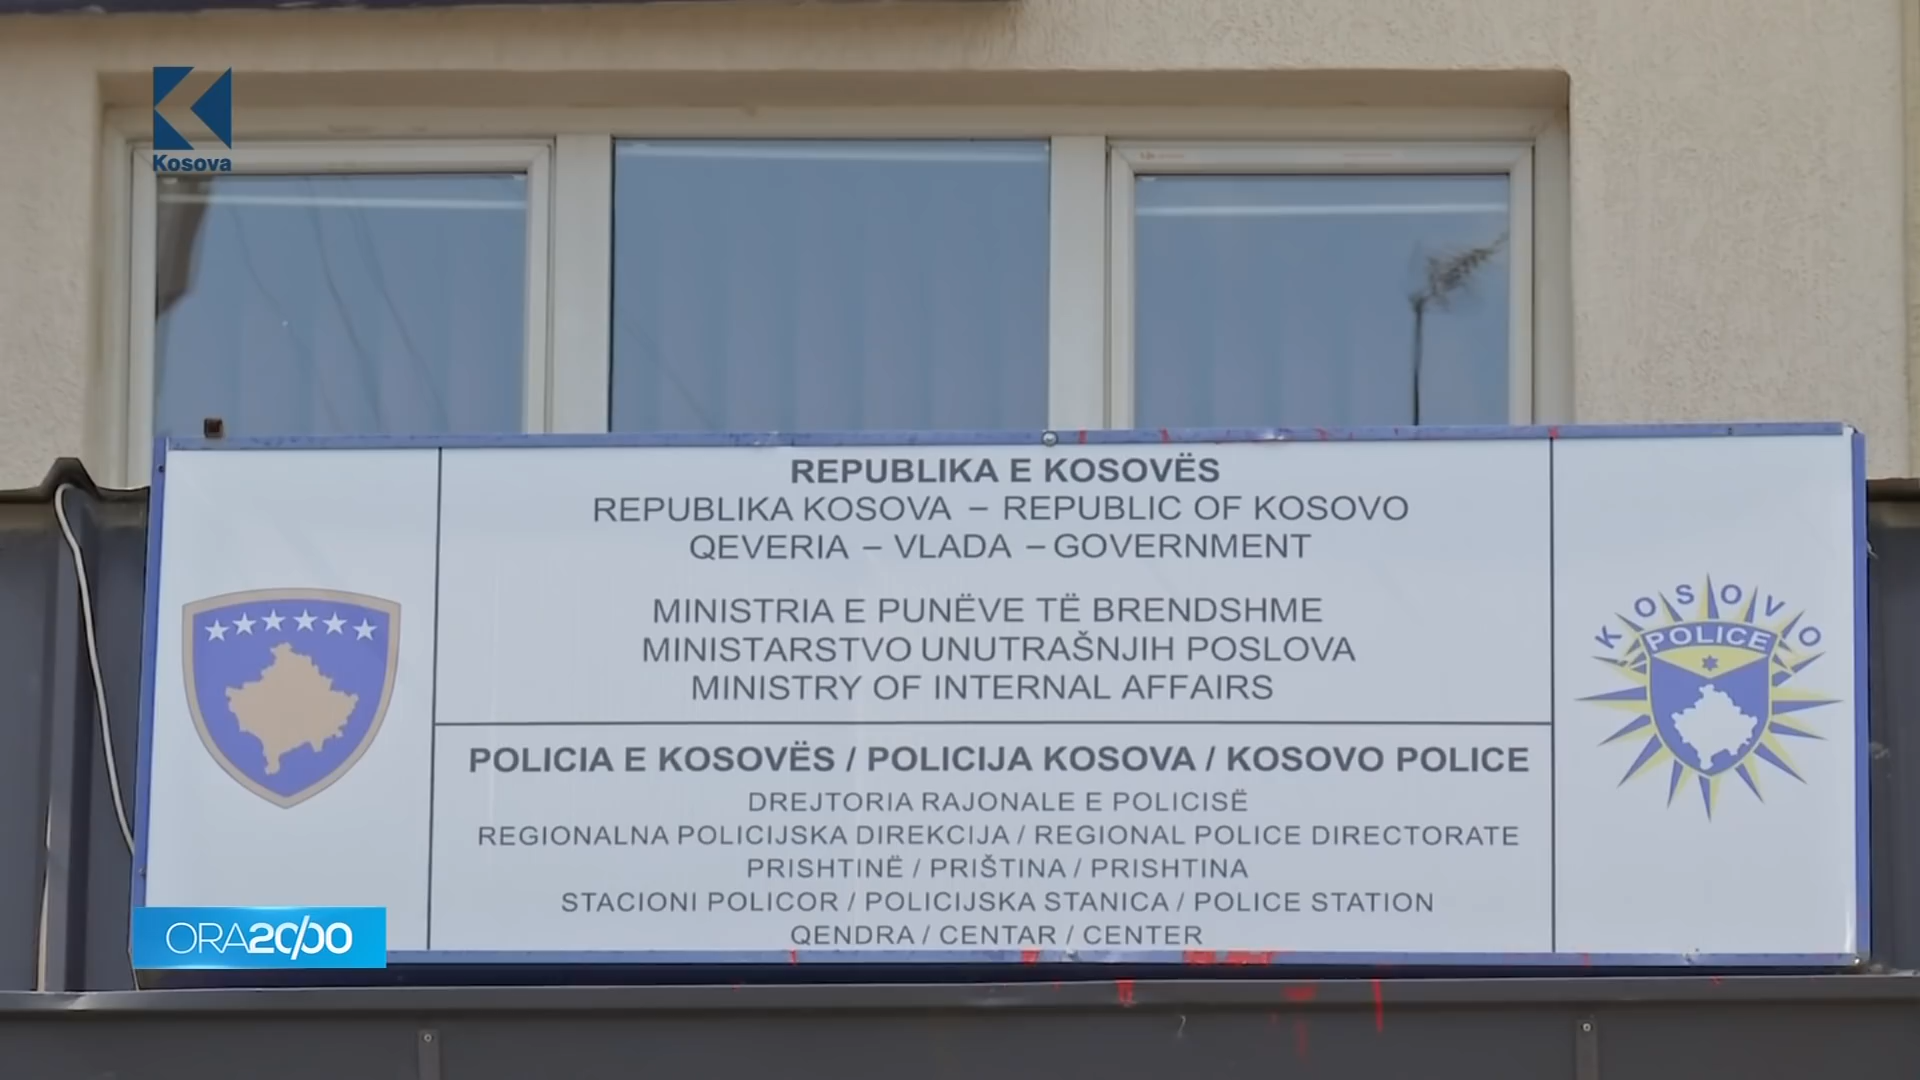 Kosova
REPUBLIKA E KOSOVËS
REPUBLIKA KOSOVA – REPUBLIC OF KOSOVO
QEVERIA – VLADA – GOVERNMENT
MINISTRIA E PUNËVE TË BRENDSHME
MINISTARSTVO UNUTRAŠNJIH POSLOVA
MINISTRY OF INTERNAL AFFAIRS
KOSOVO
POLICE
POLICIA E KOSOVËS / POLICIJA KOSOVA / KOSOVO POLICE
DREJTORIA RAJONALE E POLICISË
REGIONALNA POLICIJSKA DIREKCIJA / REGIONAL POLICE DIRECTORATE
PRISHTINË / PRIŠTINA / PRISHTINA
STACIONI POLICOR / POLICIJSKA STANICA / POLICE STATION
QENDRA / CENTAR / CENTER
ORA20/00